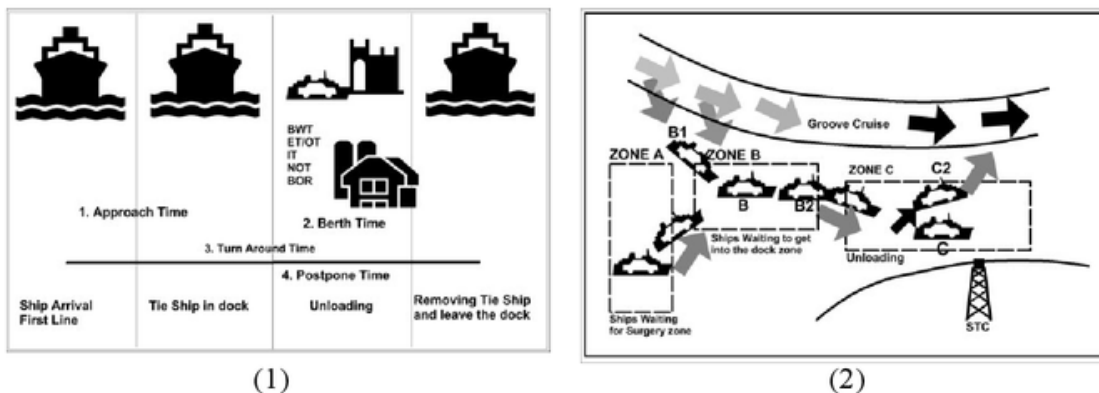 BWT
ET/OT
IT
NOT
BOR
1. Approach Time
2. Berth Time
3. Turn Around Time
4. Postpone Time
Ship Arrival
First Line
Tie Ship in dock
Unloading
Removing Tie Ship
and leave the dock
(1)
Groove Cruise
B1
ZONE A
ZONE B
ZONE C
C2
B
B2
C
Ships Waiting to get
into the dock zone
Unloading
Ships Waiting
for Surgery zone
STC
(2)